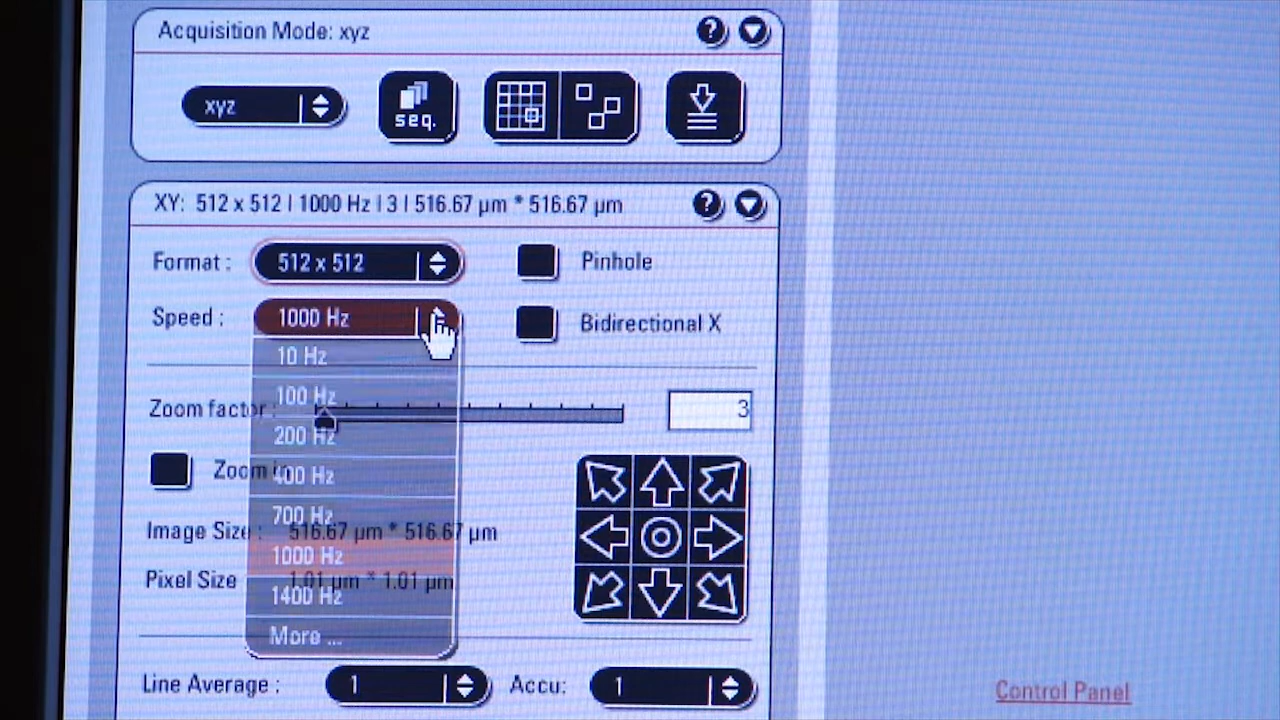 Acquisition Mode: xyz
xyz
seq.
XY: 512 x 512 | 1000 Hz | 3 | 516.67 µm * 516.67 µm
Format : 512 x 512
Pinhole
Speed : 1000 Hz
Bidirectional X
10 Hz
100 Hz
Zoom factor : 3
200 Hz
Zoom in
400 Hz
700 Hz
Image Size : 516.67 µm * 516.67 µm
1000 Hz
Pixel Size 1.01 µm * 1.01 µm
1400 Hz
More ...
Line Average : 1 Accu: 1
Control Panel